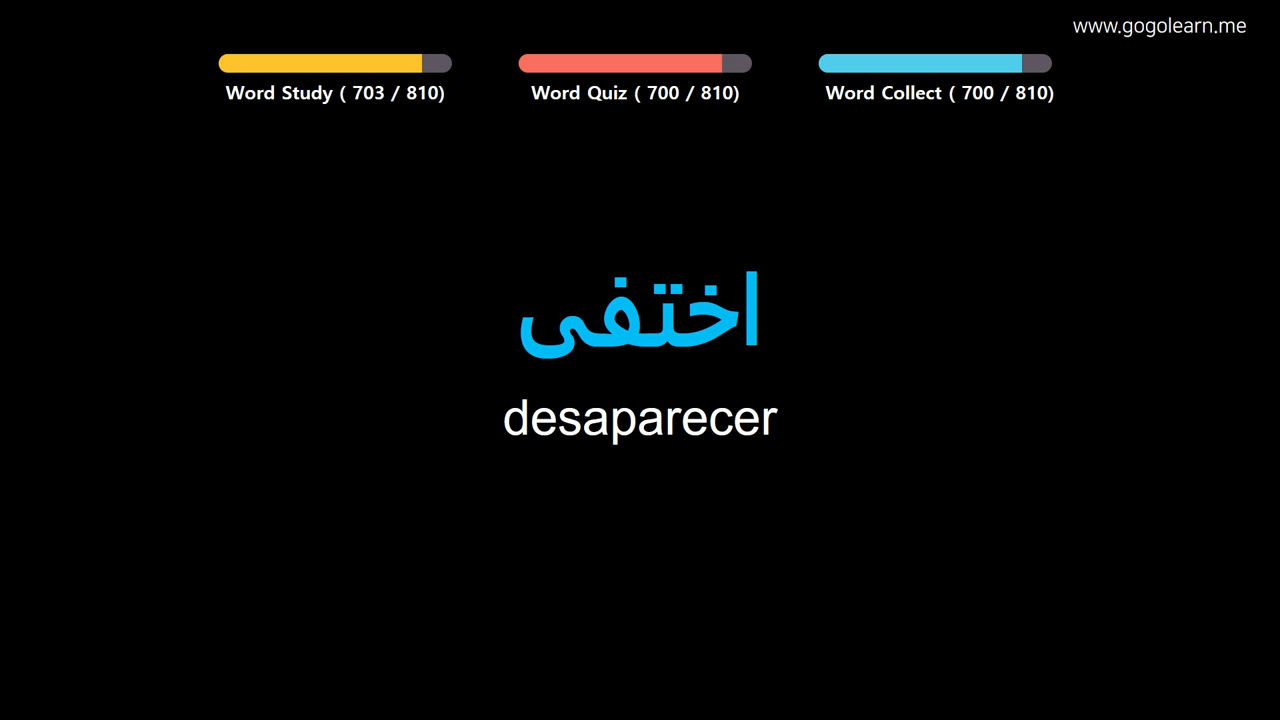 www.gogolearn.me
Word Study ( 703 / 810)
Word Quiz ( 700 / 810)
Word Collect ( 700 / 810)
اختفى
desaparecer